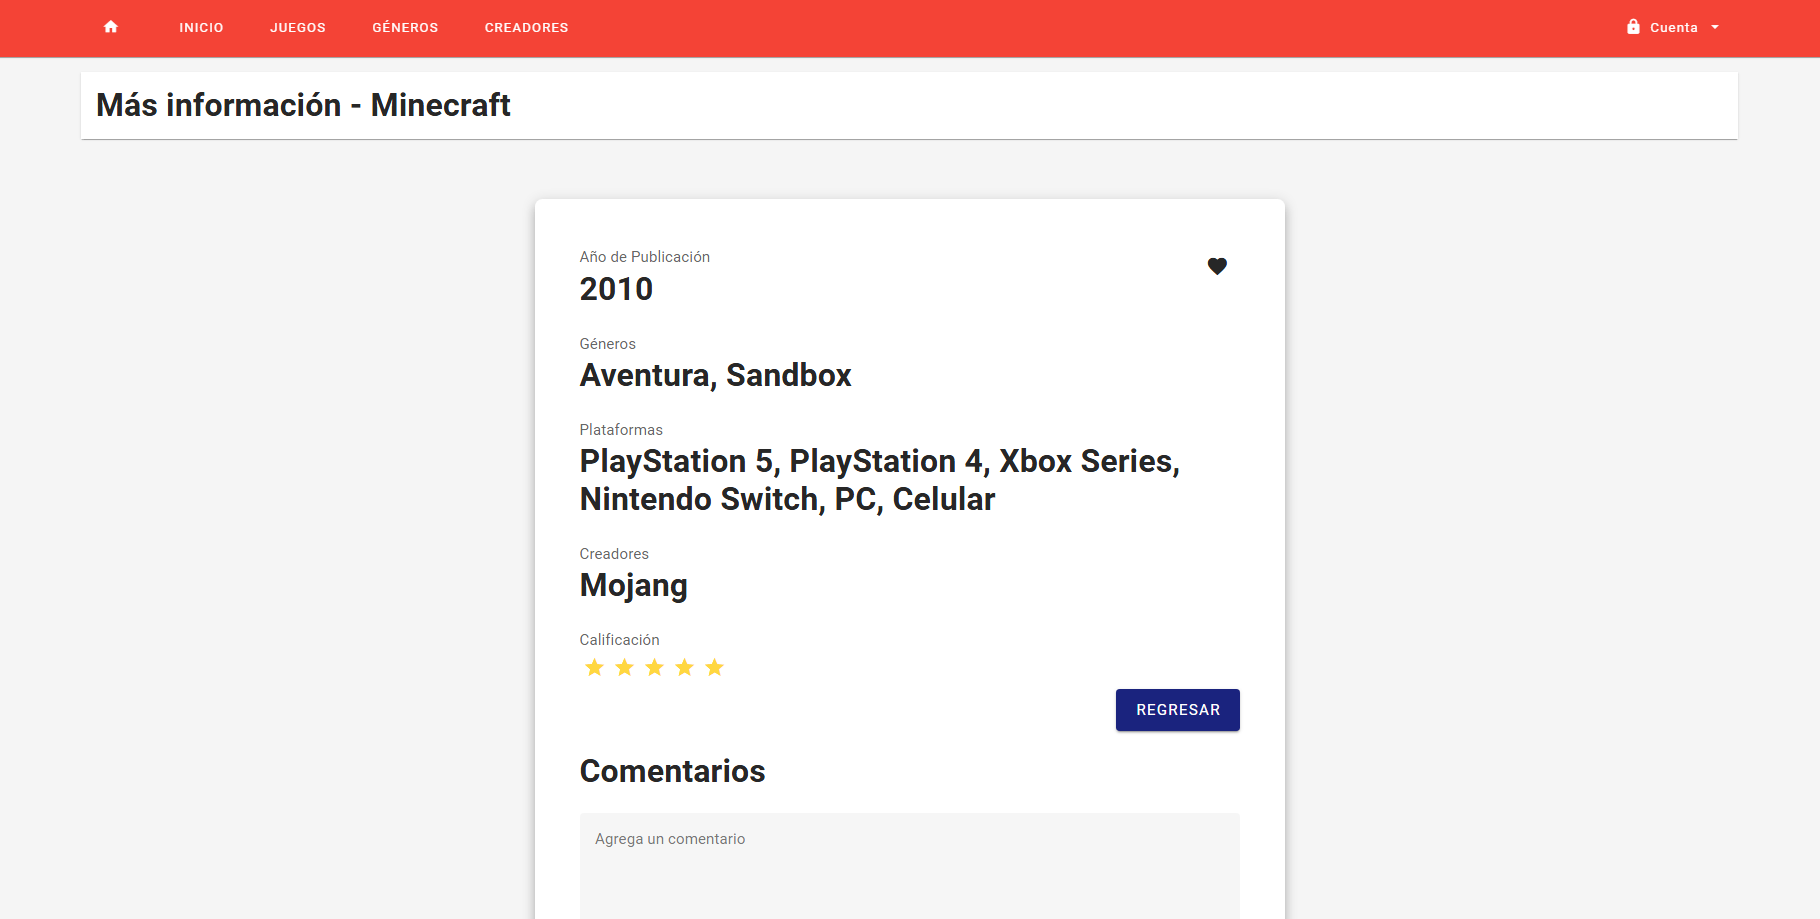 INICIO
JUEGOS
GÉNEROS
CREADORES
Cuenta
Más información - Minecraft
Año de Publicación
2010
Géneros
Aventura, Sandbox
Plataformas
PlayStation 5, PlayStation 4, Xbox Series,
Nintendo Switch, PC, Celular
Creadores
Mojang
Calificación
REGRESAR
Comentarios
Agrega un comentario